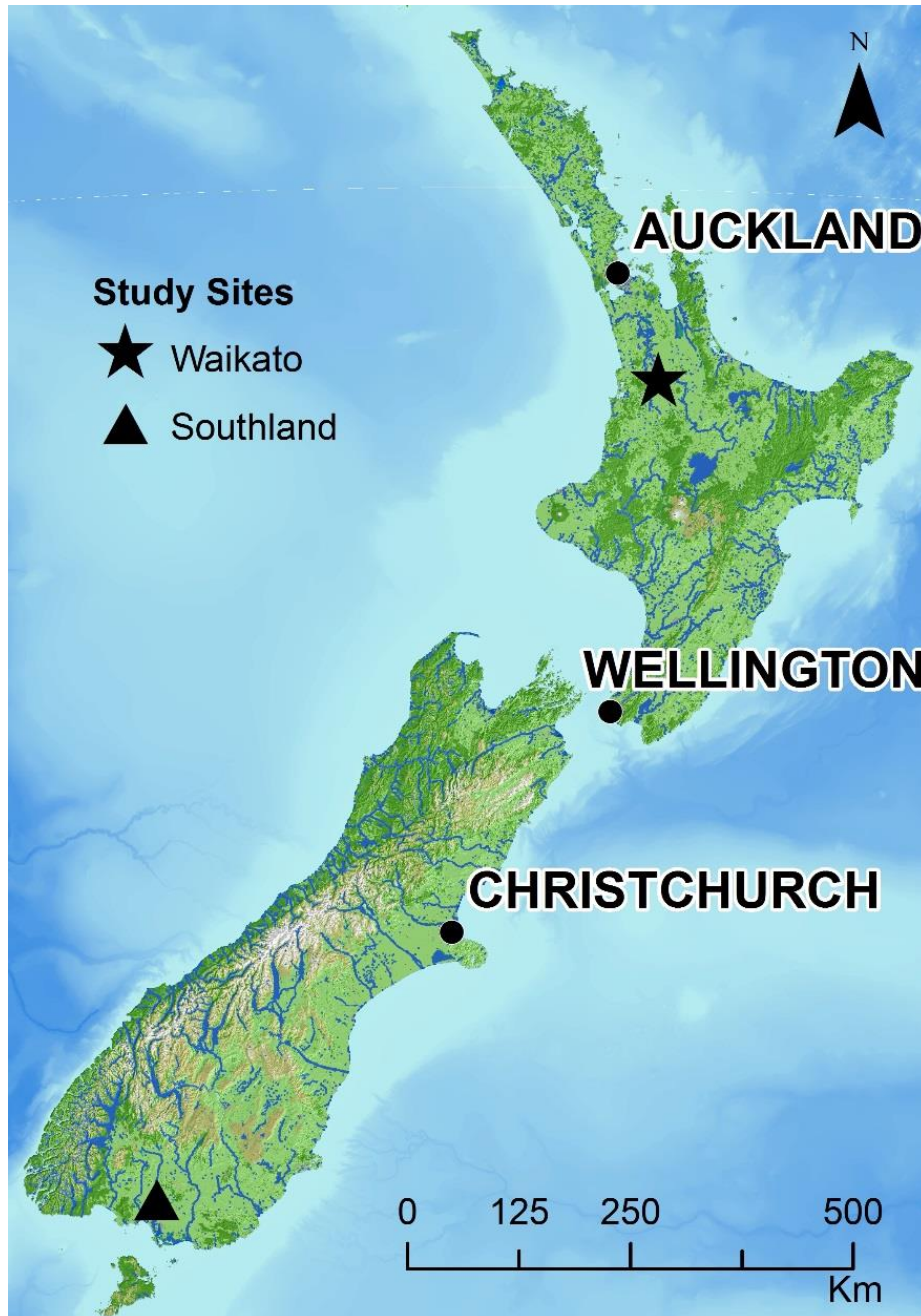 N
AUCKLAND
Study Sites
Waikato
Southland
WELLINGTON
CHRISTCHURCH
0 125 250 500
Km